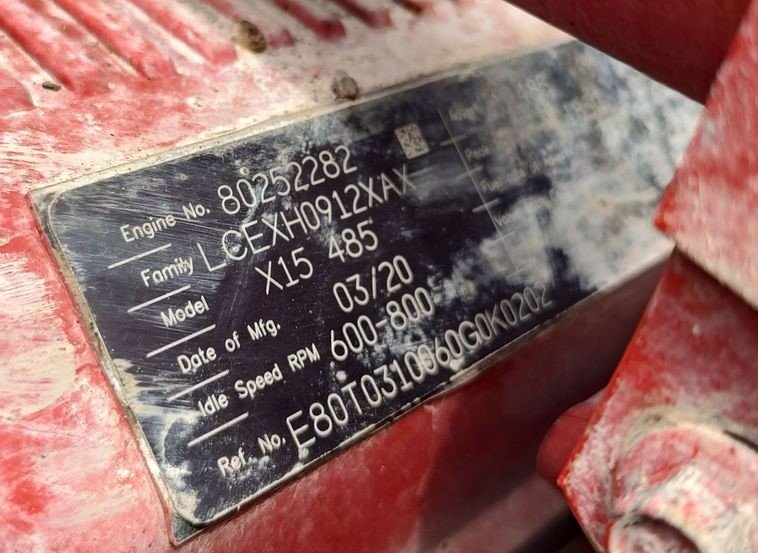 Engine No. 80252282
Family LCEXH0912XAX
Model X15 485
Date of Mfg. 03/20
Idle Speed RPM 600-800
Ref. No. E80T0310060G0K0202